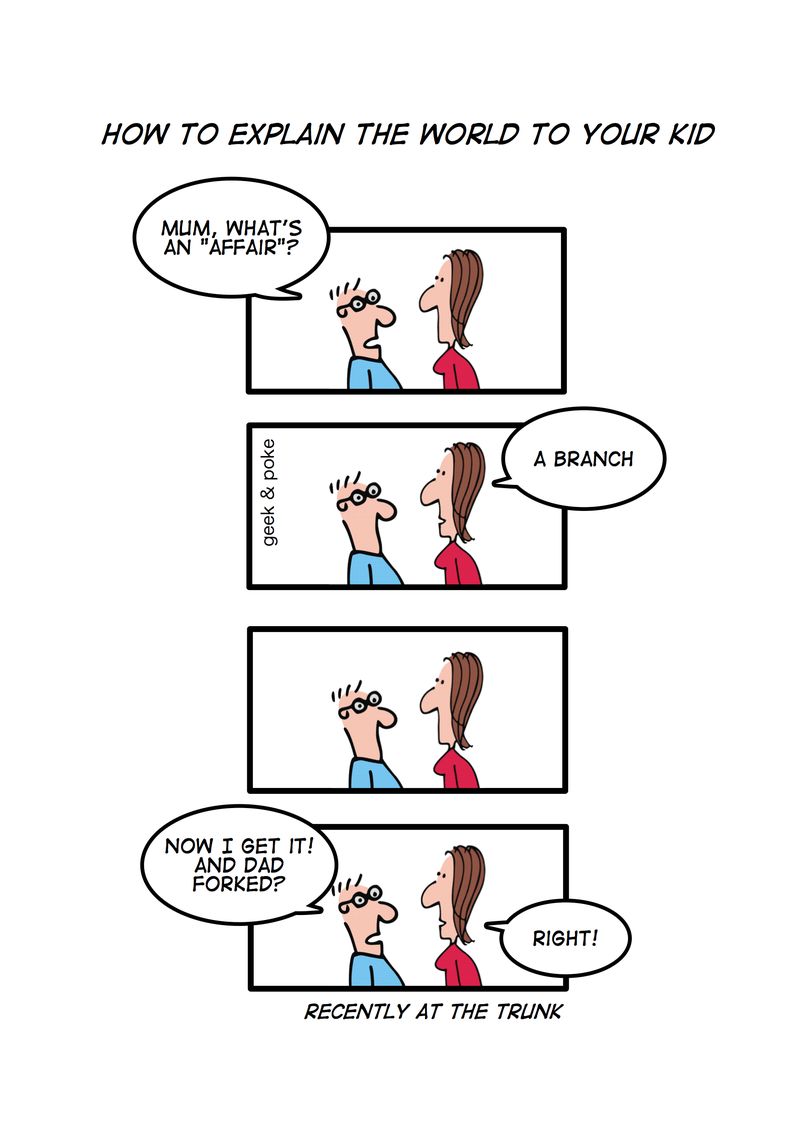 HOW TO EXPLAIN THE WORLD TO YOUR KID
MUM, WHAT'S
AN "AFFAIR"?
A BRANCH
geek & poke
NOW I GET IT!
AND DAD
FORKED?
RIGHT!
RECENTLY AT THE TRUNK